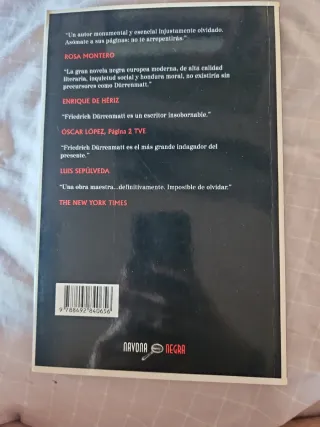 "Un autor monumental y esencial injustamente olvidado.
Asómate a sus páginas: no te arrepentirás."
ROSA MONTERO
"La gran novela negra europea moderna, de alta calidad
literaria, inquietud social y hondura moral, no existiría sin
precursores como Dürrenmatt."
ENRIQUE DE HÉRIZ
"Friedrich Dürrenmatt es un escritor insobornable."
ÓSCAR LÓPEZ, Página 2 TVE
"Friedrich Dürrenmatt es el más grande indagador del
presente."
LUIS SEPÚLVEDA
"Una obra maestra...definitivamente. Imposible de olvidar."
THE NEW YORK TIMES
9 788492 840656
NAVONA NEGRA